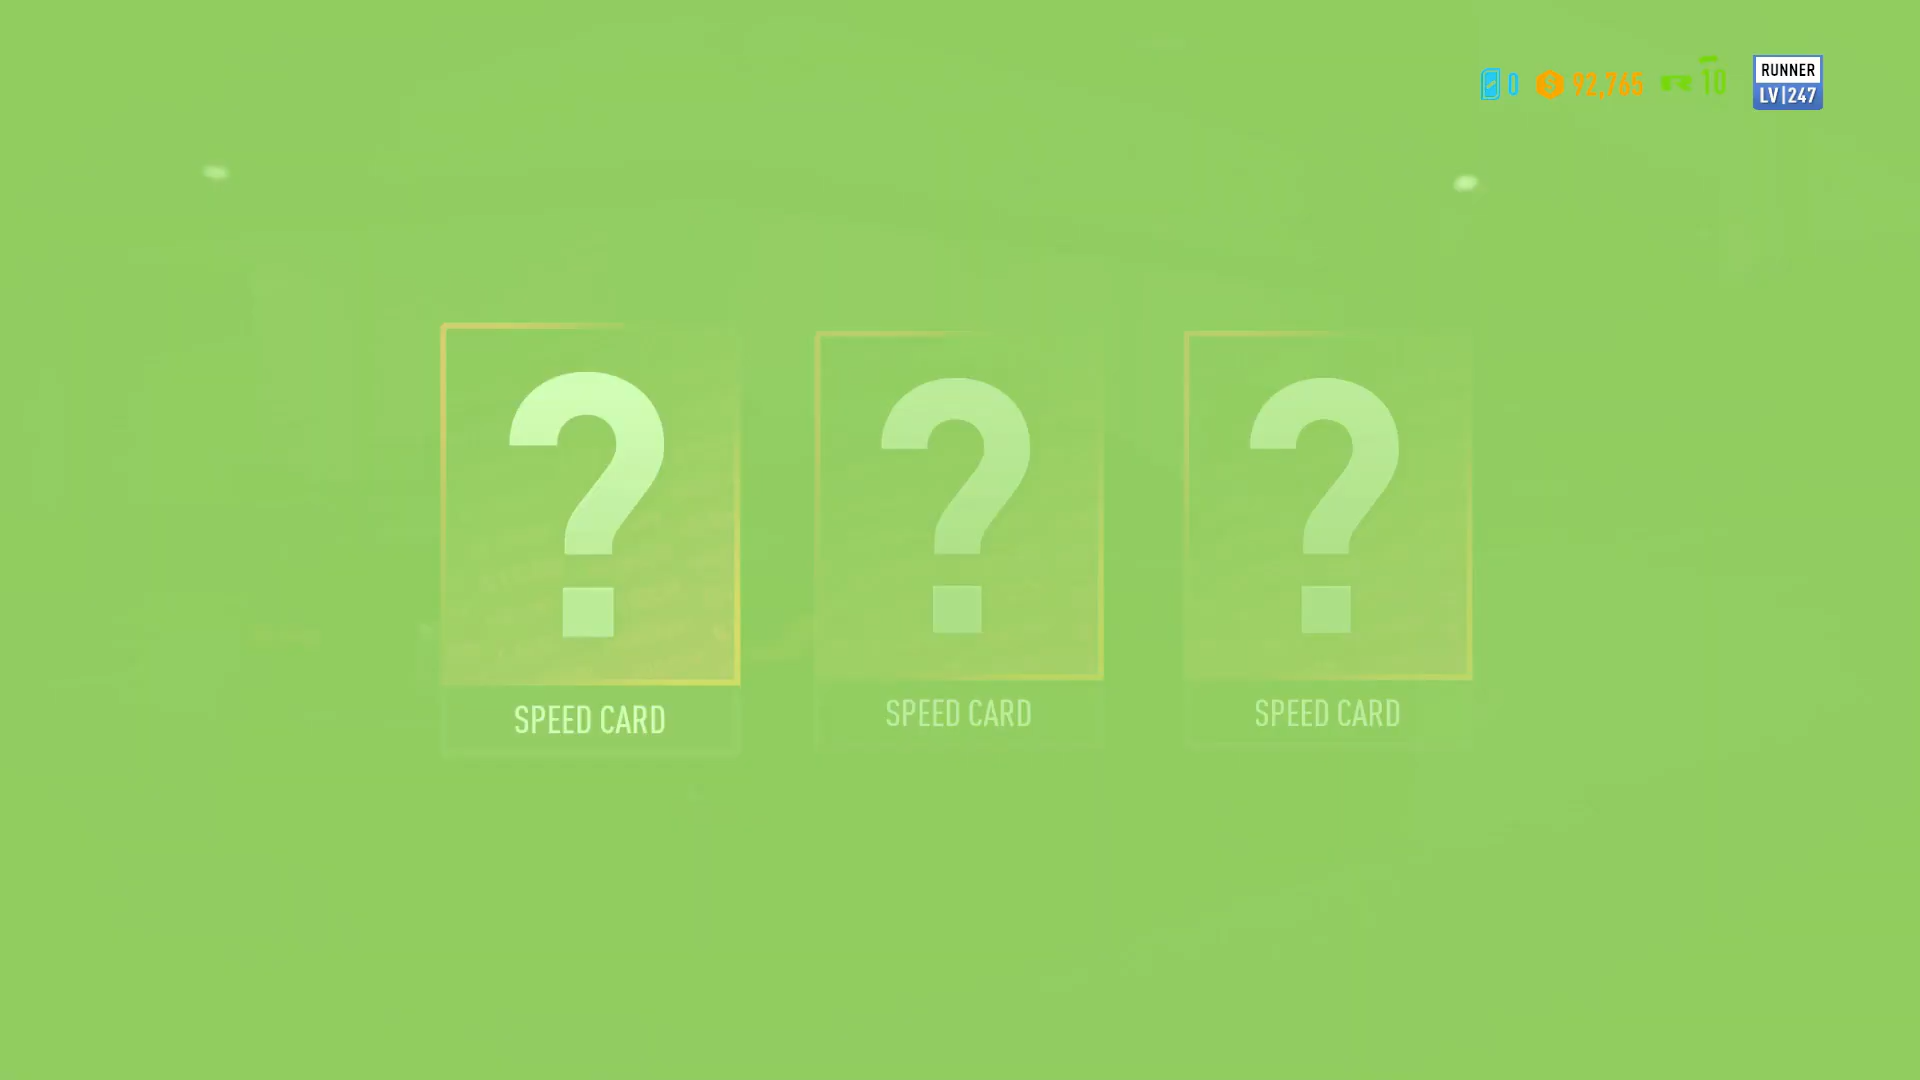 0 92,765 10
RUNNER
LV|247
?
?
?
SPEED CARD
SPEED CARD
SPEED CARD